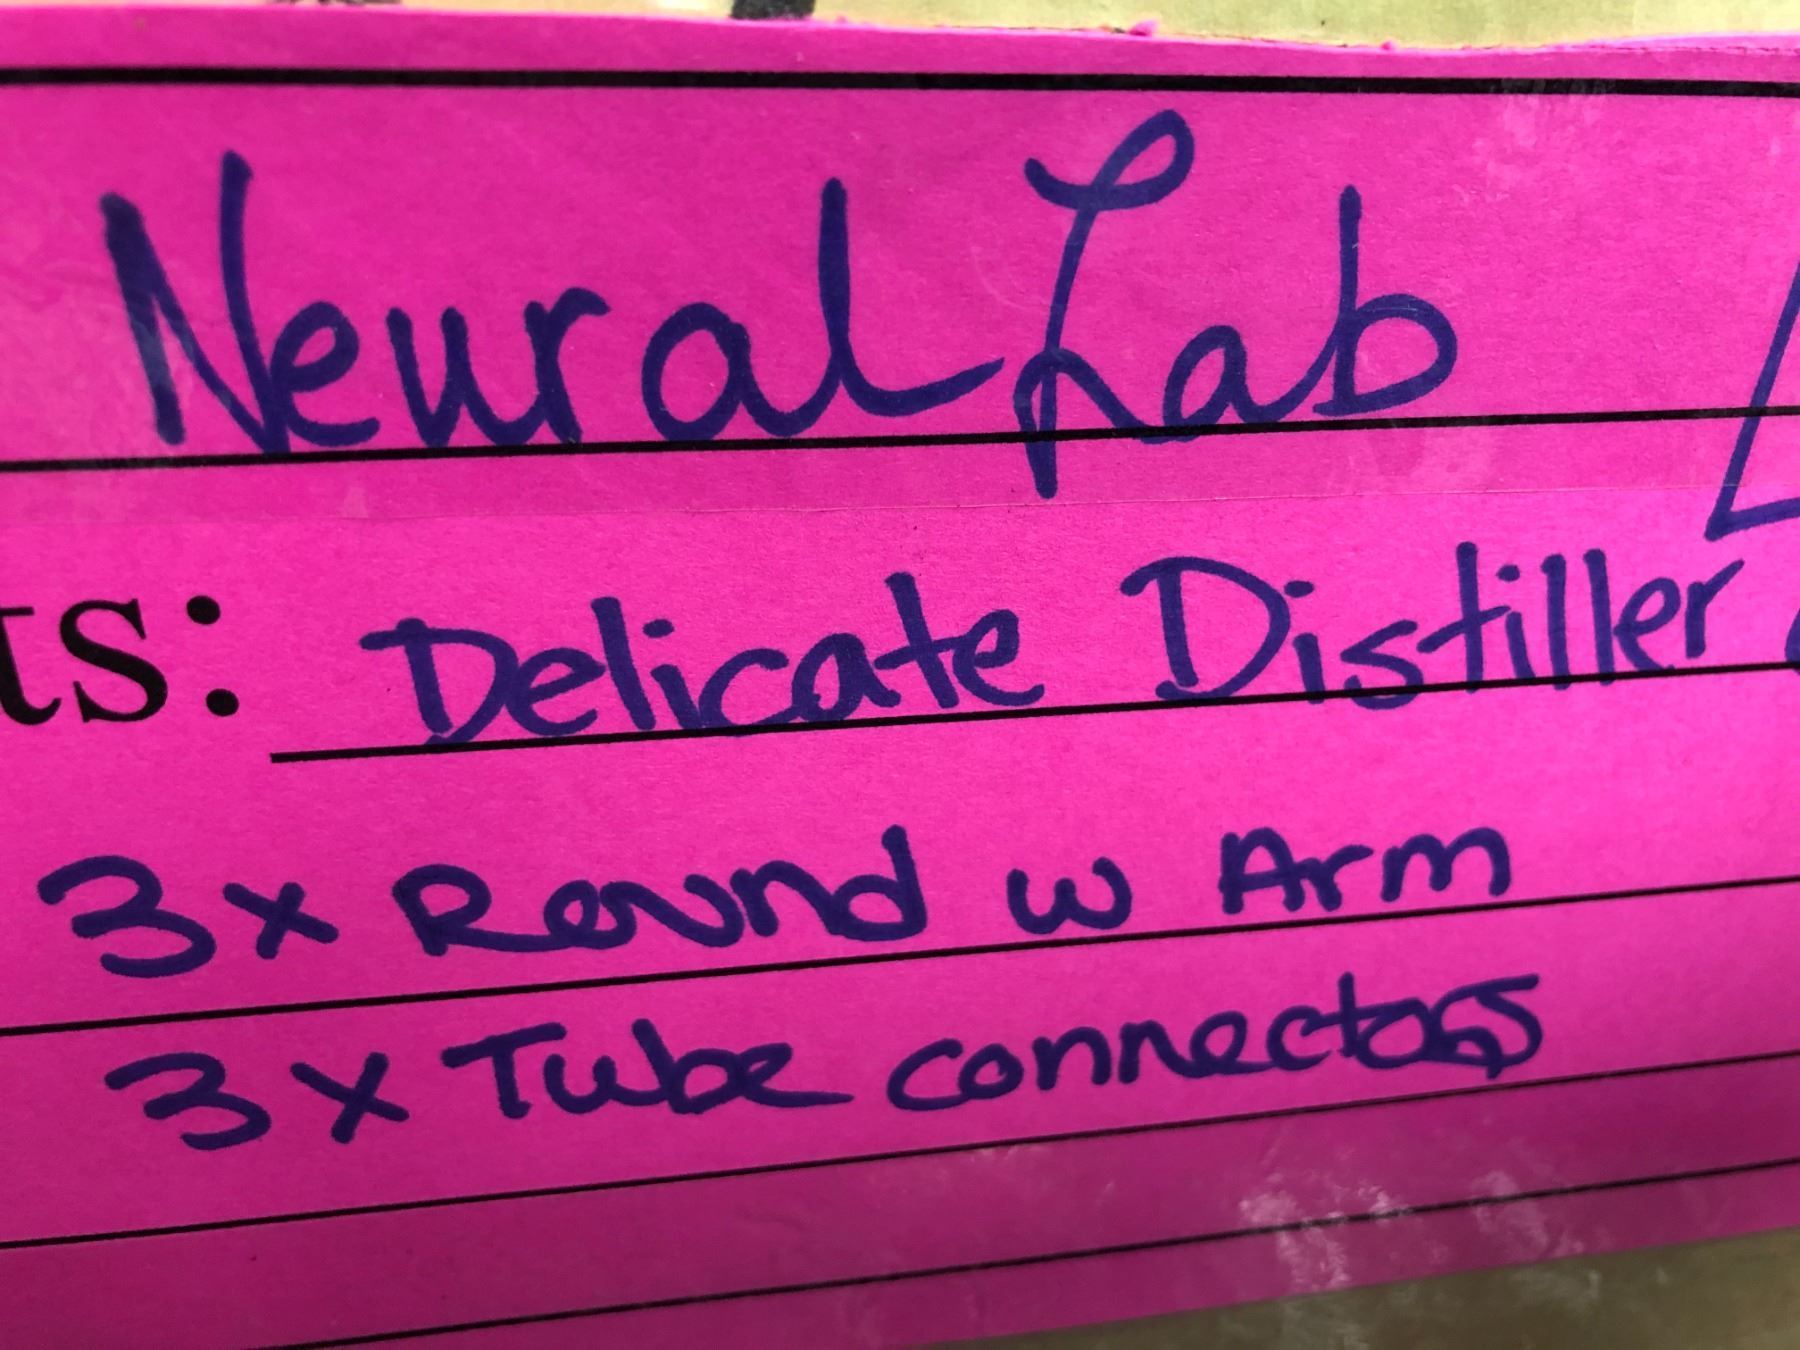 Neural Lab
ts: Delicate Distiller
3x Round w Arm
3x Tube connectors